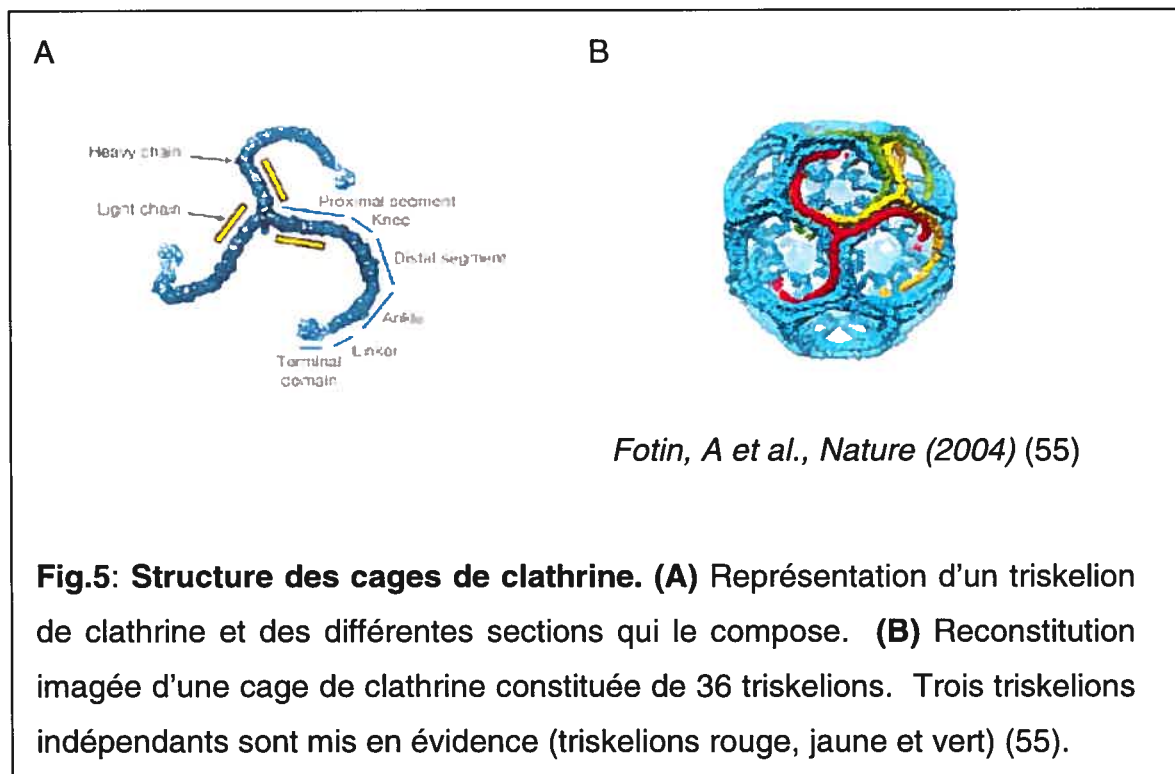 A
B
Heavy chain
Light chain
Proximal segment
Knee
Distal segment
Ankle
Linker
Terminal
domain
Fotin, A et al., Nature (2004) (55)
Fig.5: Structure des cages de clathrine. (A) Représentation d'un triskelion
de clathrine et des différentes sections qui le compose. (B) Reconstitution
imagée d'une cage de clathrine constituée de 36 triskelions. Trois triskelions
indépendants sont mis en évidence (triskelions rouge, jaune et vert) (55).